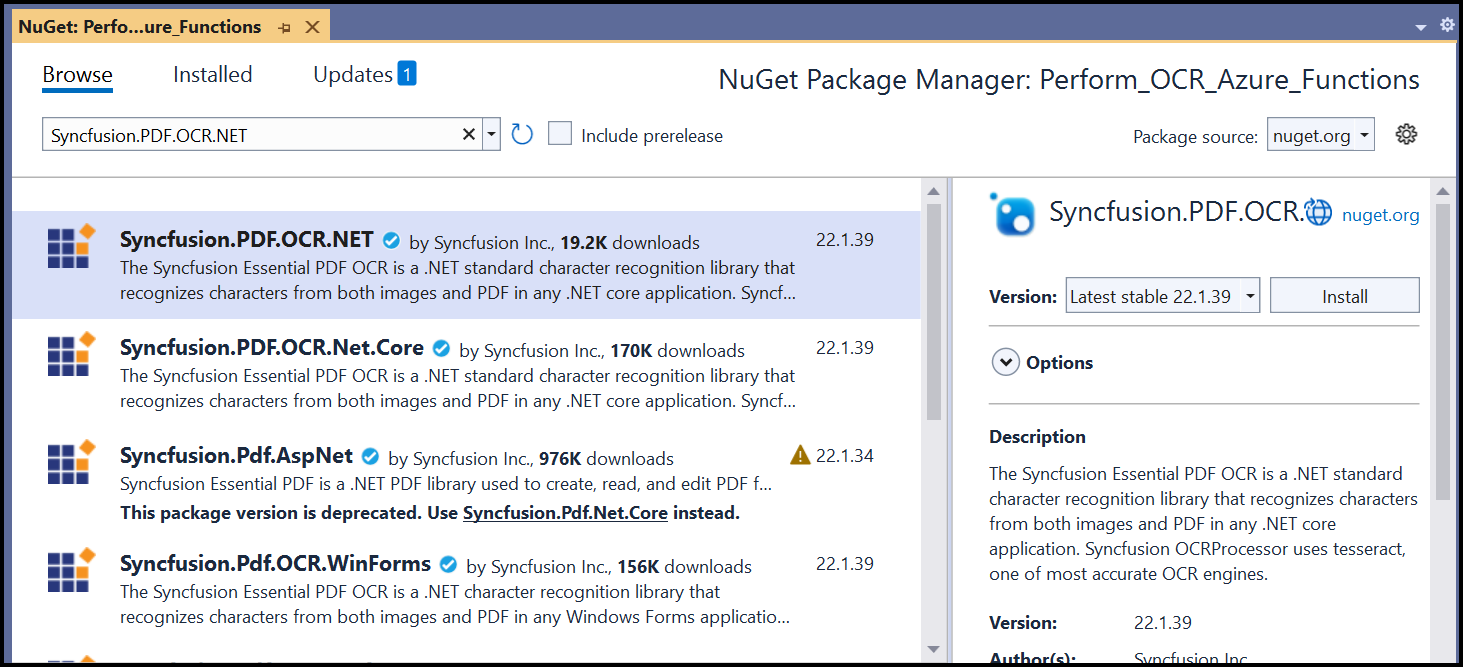 NuGet: Perfo...ure_Functions
Browse
Installed
Updates 1
NuGet Package Manager: Perform_OCR_Azure_Functions
Syncfusion.PDF.OCR.NET
Include prerelease
Package source: nuget.org
Syncfusion.PDF.OCR.NET by Syncfusion Inc., 19.2K downloads 22.1.39
The Syncfusion Essential PDF OCR is a .NET standard character recognition library that
recognizes characters from both images and PDF in any .NET core application. Syncf...
Syncfusion.PDF.OCR.Net.Core by Syncfusion Inc., 170K downloads 22.1.39
The Syncfusion Essential PDF OCR is a .NET standard character recognition library that
recognizes characters from both images and PDF in any .NET core application. Syncf...
Syncfusion.Pdf.AspNet by Syncfusion Inc., 976K downloads 22.1.34
Syncfusion Essential PDF is a .NET PDF library used to create, read, and edit PDF f...
This package version is deprecated. Use Syncfusion.Pdf.Net.Core instead.
Syncfusion.Pdf.OCR.WinForms by Syncfusion Inc., 156K downloads 22.1.39
The Syncfusion Essential PDF OCR is a .NET character recognition library that
recognizes characters from both images and PDF in any Windows Forms applicatio...
Syncfusion.PDF.OCR. nuget.org
Version: Latest stable 22.1.39 Install
Options
Description
The Syncfusion Essential PDF OCR is a .NET standard
character recognition library that recognizes characters
from both images and PDF in any .NET core
application. Syncfusion OCRProcessor uses tesseract,
one of most accurate OCR engines.
Version: 22.1.39
Author(s): Syncfusion Inc.